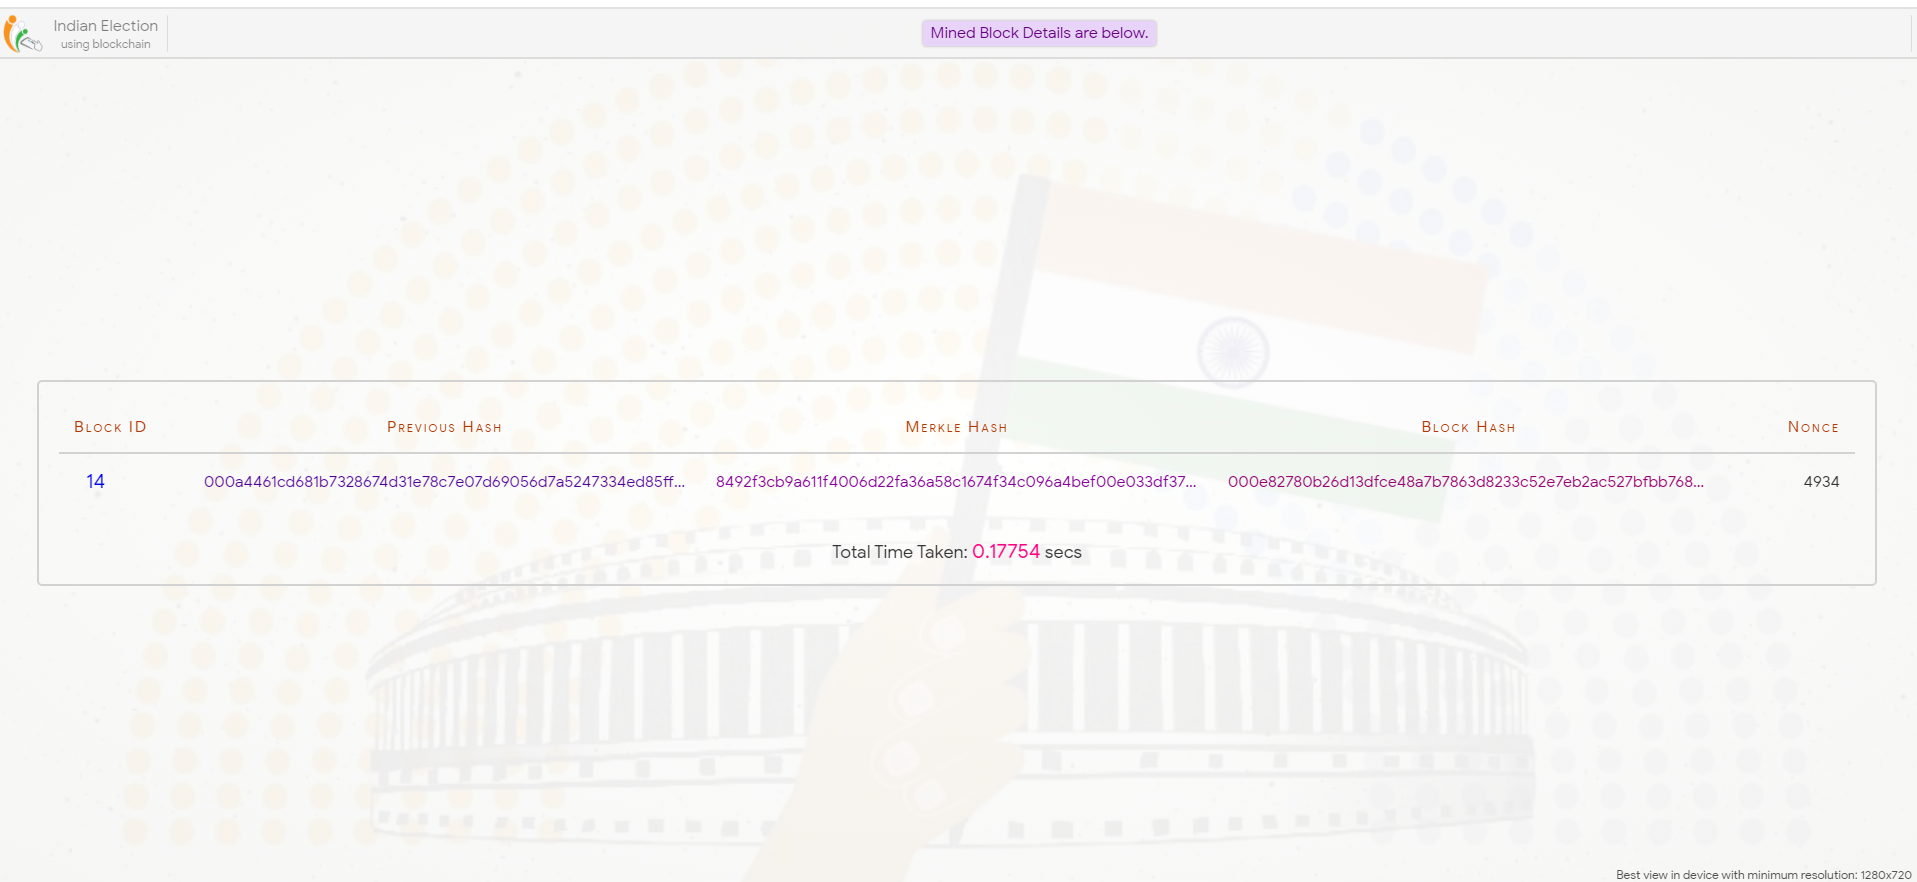 Indian Election
using blockchain
Mined Block Details are below.
Block ID Previous Hash Merkle Hash Block Hash Nonce
14 000a4461cd681b7328674d31e78c7e07d69056d7a5247334ed85ff... 8492f3cb9a611f4006d22fa36a58c1674f34c096a4bef00e033df37... 000e82780b26d13dfce48a7b7863d8233c52e7eb2ac527bfbb768... 4934
Total Time Taken: 0.17754 secs
Best view in device with minimum resolution: 1280x720